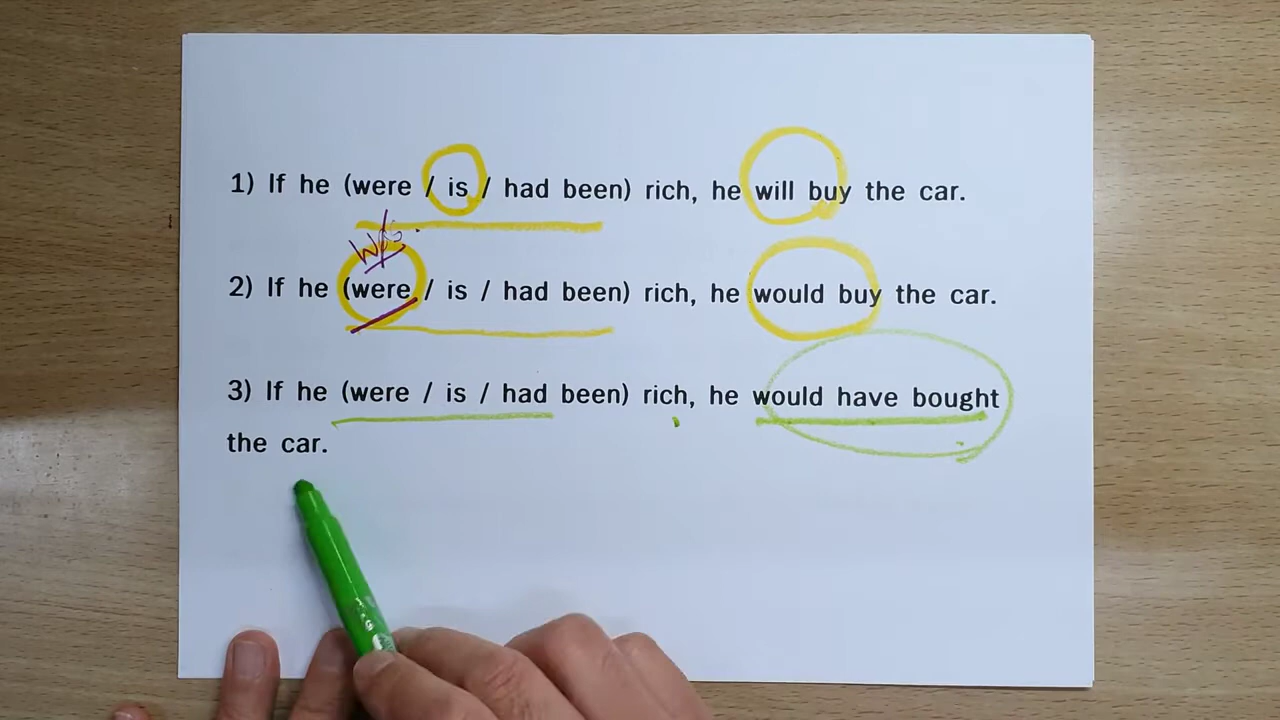 1) If he (were / is / had been) rich, he will buy the car.
was
2) If he (were / is / had been) rich, he would buy the car.
3) If he (were / is / had been) rich, he would have bought
the car.